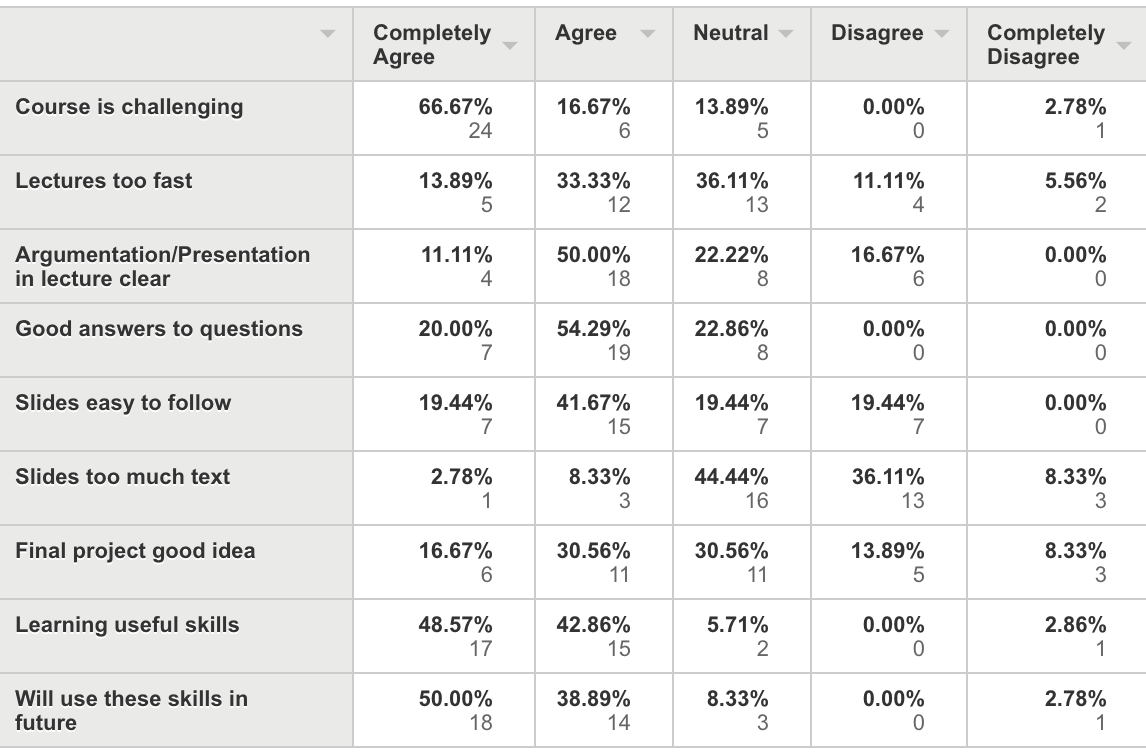 Completely Agree Neutral Disagree Completely
Agree Disagree
Course is challenging 66.67% 16.67% 13.89% 0.00% 2.78%
24 6 5 0 1
Lectures too fast 13.89% 33.33% 36.11% 11.11% 5.56%
5 12 13 4 2
Argumentation/Presentation 11.11% 50.00% 22.22% 16.67% 0.00%
in lecture clear 4 18 8 6 0
Good answers to questions 20.00% 54.29% 22.86% 0.00% 0.00%
7 19 8 0 0
Slides easy to follow 19.44% 41.67% 19.44% 19.44% 0.00%
7 15 7 7 0
Slides too much text 2.78% 8.33% 44.44% 36.11% 8.33%
1 3 16 13 3
Final project good idea 16.67% 30.56% 30.56% 13.89% 8.33%
6 11 11 5 3
Learning useful skills 48.57% 42.86% 5.71% 0.00% 2.86%
17 15 2 0 1
Will use these skills in 50.00% 38.89% 8.33% 0.00% 2.78%
future 18 14 3 0 1